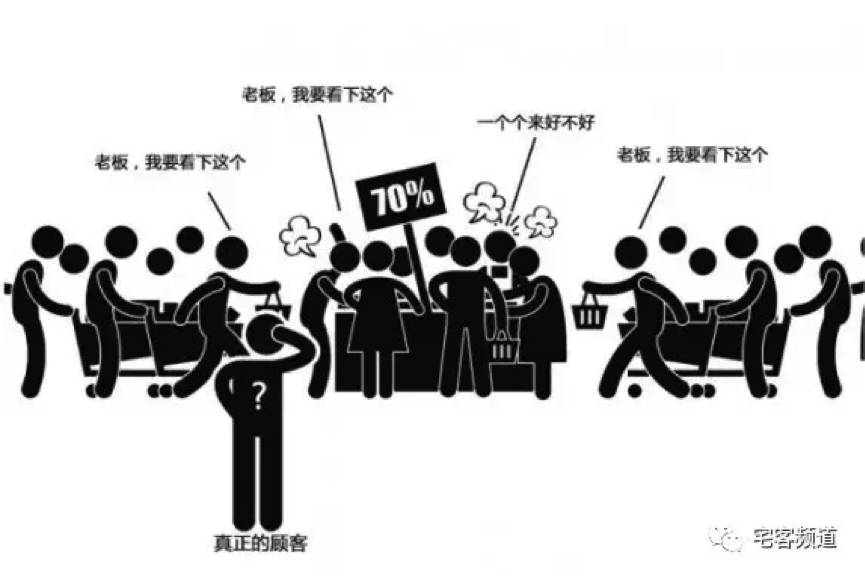 老板，我要看下这个
一个个来好不好
老板，我要看下这个
老板，我要看下这个
70%
?
真正的顾客
宅客频道